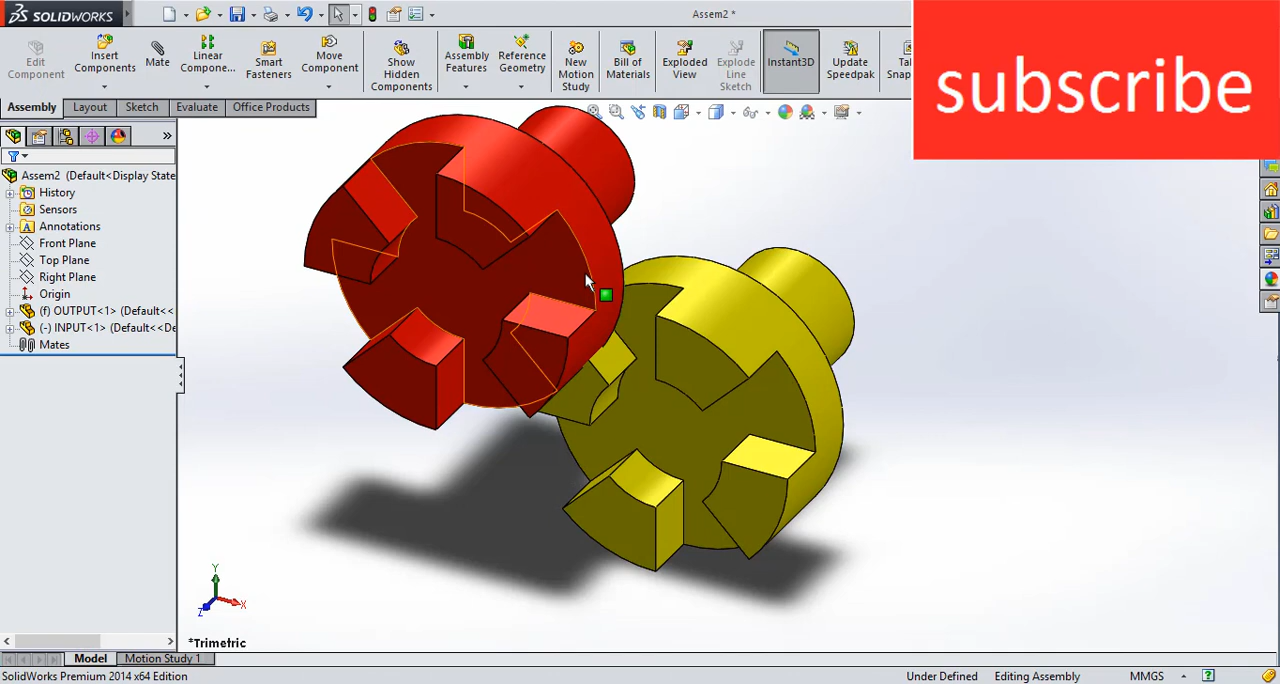 SOLIDWORKS
Assem2 *
subscribe
Edit Component
Insert Components
Mate
Linear Compone...
Smart Fasteners
Move Component
Show Hidden Components
Assembly Features
Reference Geometry
New Motion Study
Bill of Materials
Exploded View
Explode Line Sketch
Instant3D
Update Speedpak
Assembly
Layout
Sketch
Evaluate
Office Products
Assem2 (Default<Display State
History
Sensors
Annotations
Front Plane
Top Plane
Right Plane
Origin
(f) OUTPUT<1> (Default<<
(-) INPUT<1> (Default<<De
Mates
Y
X
Z
*Trimetric
Model
Motion Study 1
SolidWorks Premium 2014 x64 Edition
Under Defined
Editing Assembly
MMGS